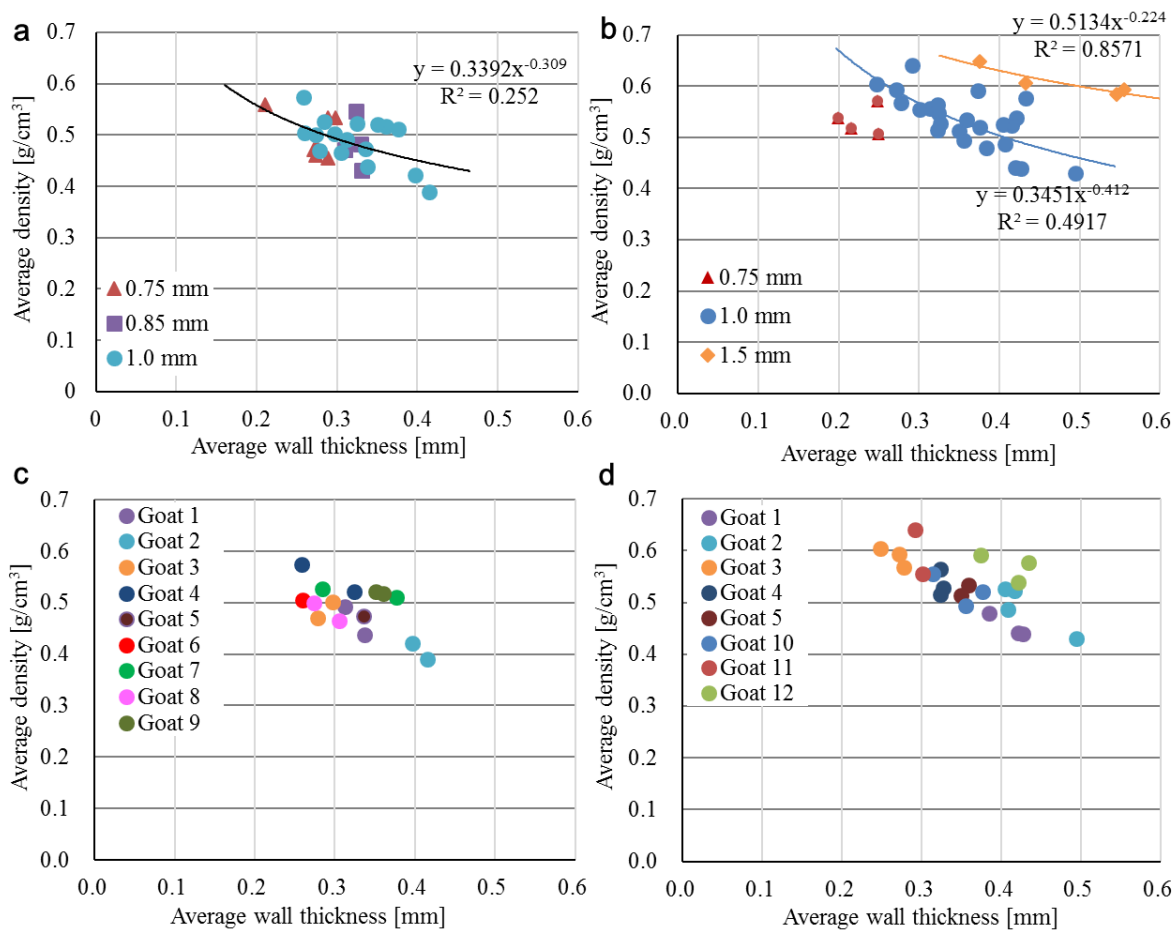 a
0.7
0.6
0.5
0.4
0.3
0.2
0.1
0
Average density [g/cm³]
y = 0.3392x^-0.309
R² = 0.252
0.75 mm
0.85 mm
1.0 mm
0
0.1
0.2
0.3
0.4
0.5
0.6
Average wall thickness [mm]
b
0.7
0.6
0.5
0.4
0.3
0.2
0.1
0.0
Average density [g/cm³]
y = 0.5134x^-0.224
R² = 0.8571
y = 0.3451x^-0.412
R² = 0.4917
0.75 mm
1.0 mm
1.5 mm
0.0
0.1
0.2
0.3
0.4
0.5
0.6
Average wall thickness [mm]
c
0.7
0.6
0.5
0.4
0.3
0.2
0.1
0.0
Average density [g/cm³]
Goat 1
Goat 2
Goat 3
Goat 4
Goat 5
Goat 6
Goat 7
Goat 8
Goat 9
0.0
0.1
0.2
0.3
0.4
0.5
0.6
Average wall thickness [mm]
d
0.7
0.6
0.5
0.4
0.3
0.2
0.1
0.0
Average density [g/cm³]
Goat 1
Goat 2
Goat 3
Goat 4
Goat 5
Goat 10
Goat 11
Goat 12
0.0
0.1
0.2
0.3
0.4
0.5
0.6
Average wall thickness [mm]